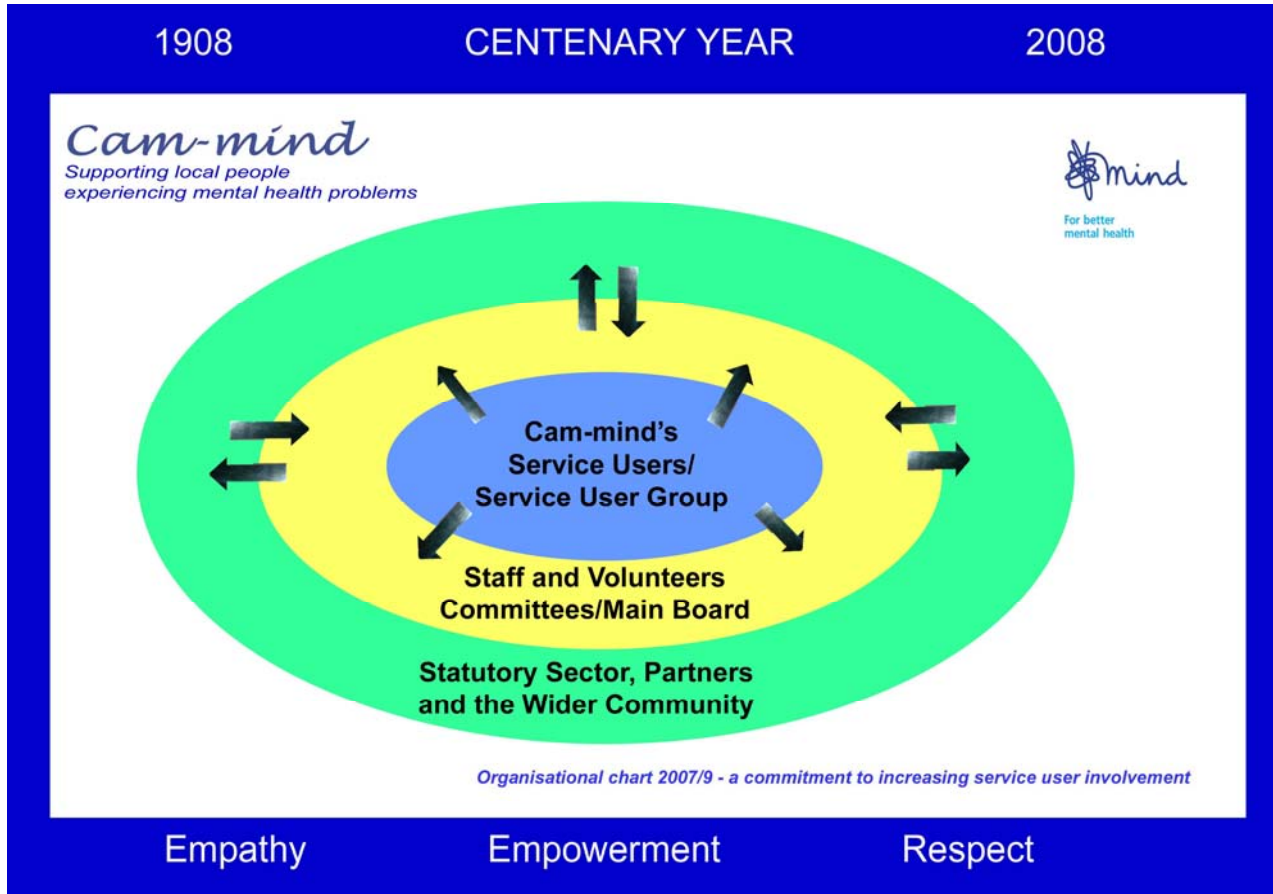 1908 CENTENARY YEAR 2008
Cam-mind
Supporting local people
experiencing mental health problems
mind
For better
mental health
Cam-mind’s
Service Users/
Service User Group
Staff and Volunteers
Committees/Main Board
Statutory Sector, Partners
and the Wider Community
Organisational chart 2007/9 - a commitment to increasing service user involvement
Empathy Empowerment Respect